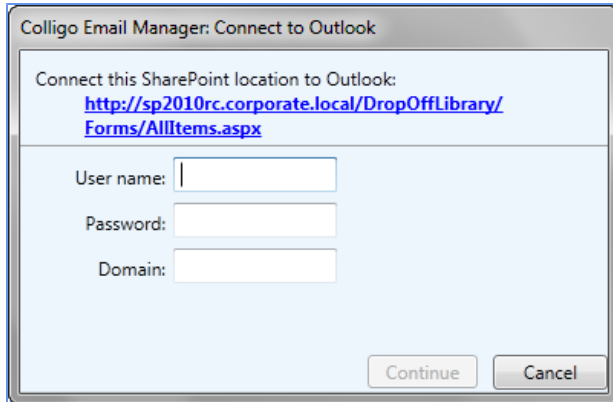 Colligo Email Manager: Connect to Outlook
Connect this SharePoint location to Outlook:
http://sp2010rc.corporate.local/DropOffLibrary/
Forms/AllItems.aspx
User name:
Password:
Domain:
Continue Cancel